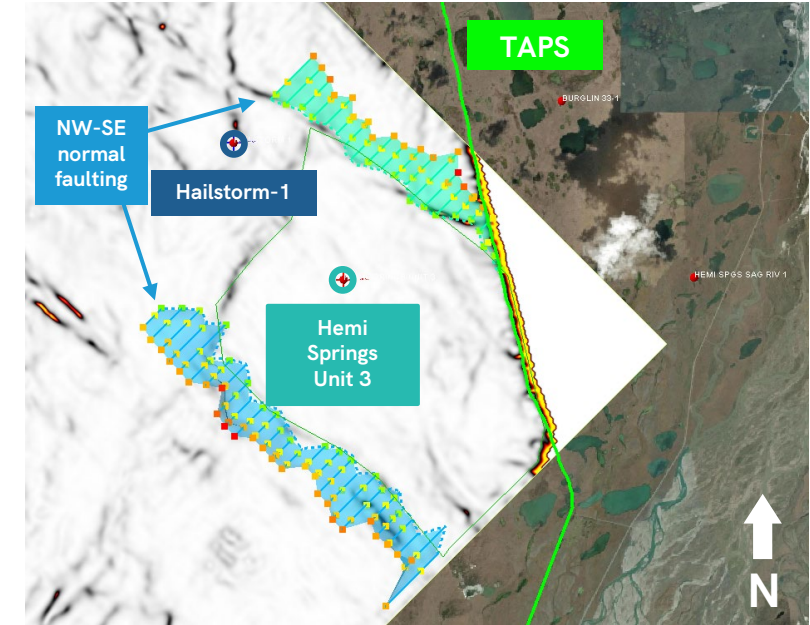 TAPS
BURGLIN 33-1
NW-SE
normal
faulting
Hailstorm-1
HEMI SPGS SAG RIV 1
Hemi
Springs
Unit 3
N